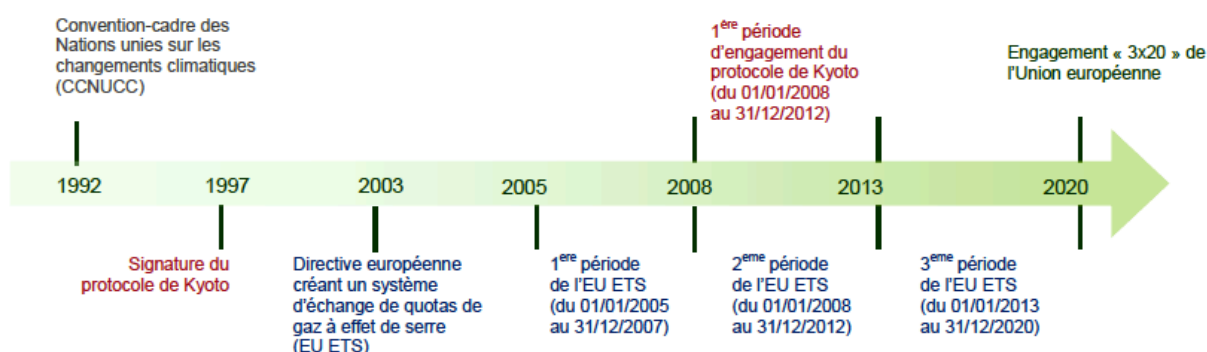 Convention-cadre des
Nations unies sur les
changements climatiques
(CCNUCC)
1ère période
d'engagement du
protocole de Kyoto
(du 01/01/2008
au 31/12/2012)
Engagement « 3x20 » de
l'Union européenne
1992 1997 2003 2005 2008 2013 2020
Signature du
protocole de Kyoto
Directive européenne
créant un système
d'échange de quotas de
gaz à effet de serre
(EU ETS)
1ere période
de l'EU ETS
(du 01/01/2005
au 31/12/2007)
2eme période
de l'EU ETS
(du 01/01/2008
au 31/12/2012)
3eme période
de l'EU ETS
(du 01/01/2013
au 31/12/2020)